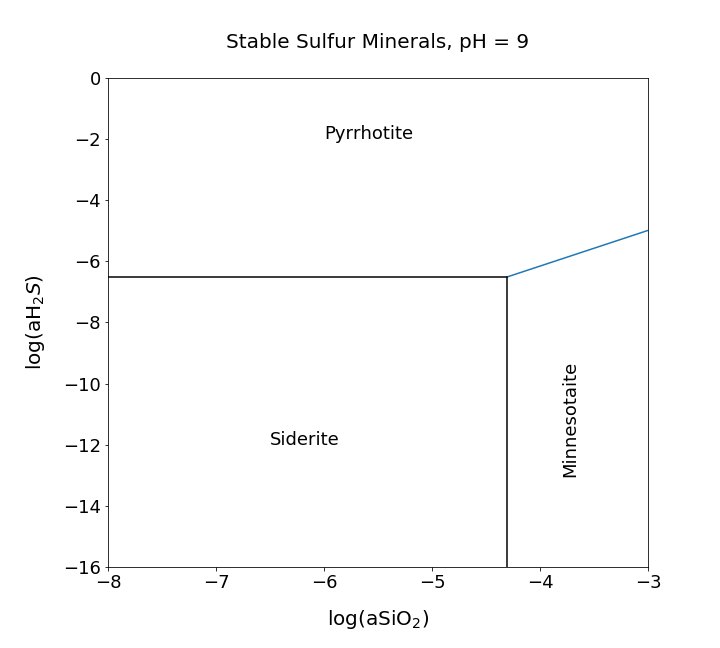 Stable Sulfur Minerals, pH = 9
0
−2
−4
−6
−8
−10
−12
−14
−16
log(aH₂S)
Pyrrhotite
Siderite
Minnesotaite
−8 −7 −6 −5 −4 −3
log(aSiO₂)